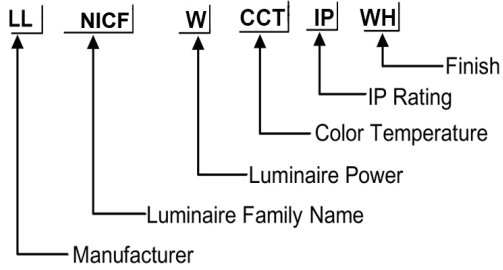 LL NICF W CCT IP WH
Finish
IP Rating
Color Temperature
Luminaire Power
Luminaire Family Name
Manufacturer